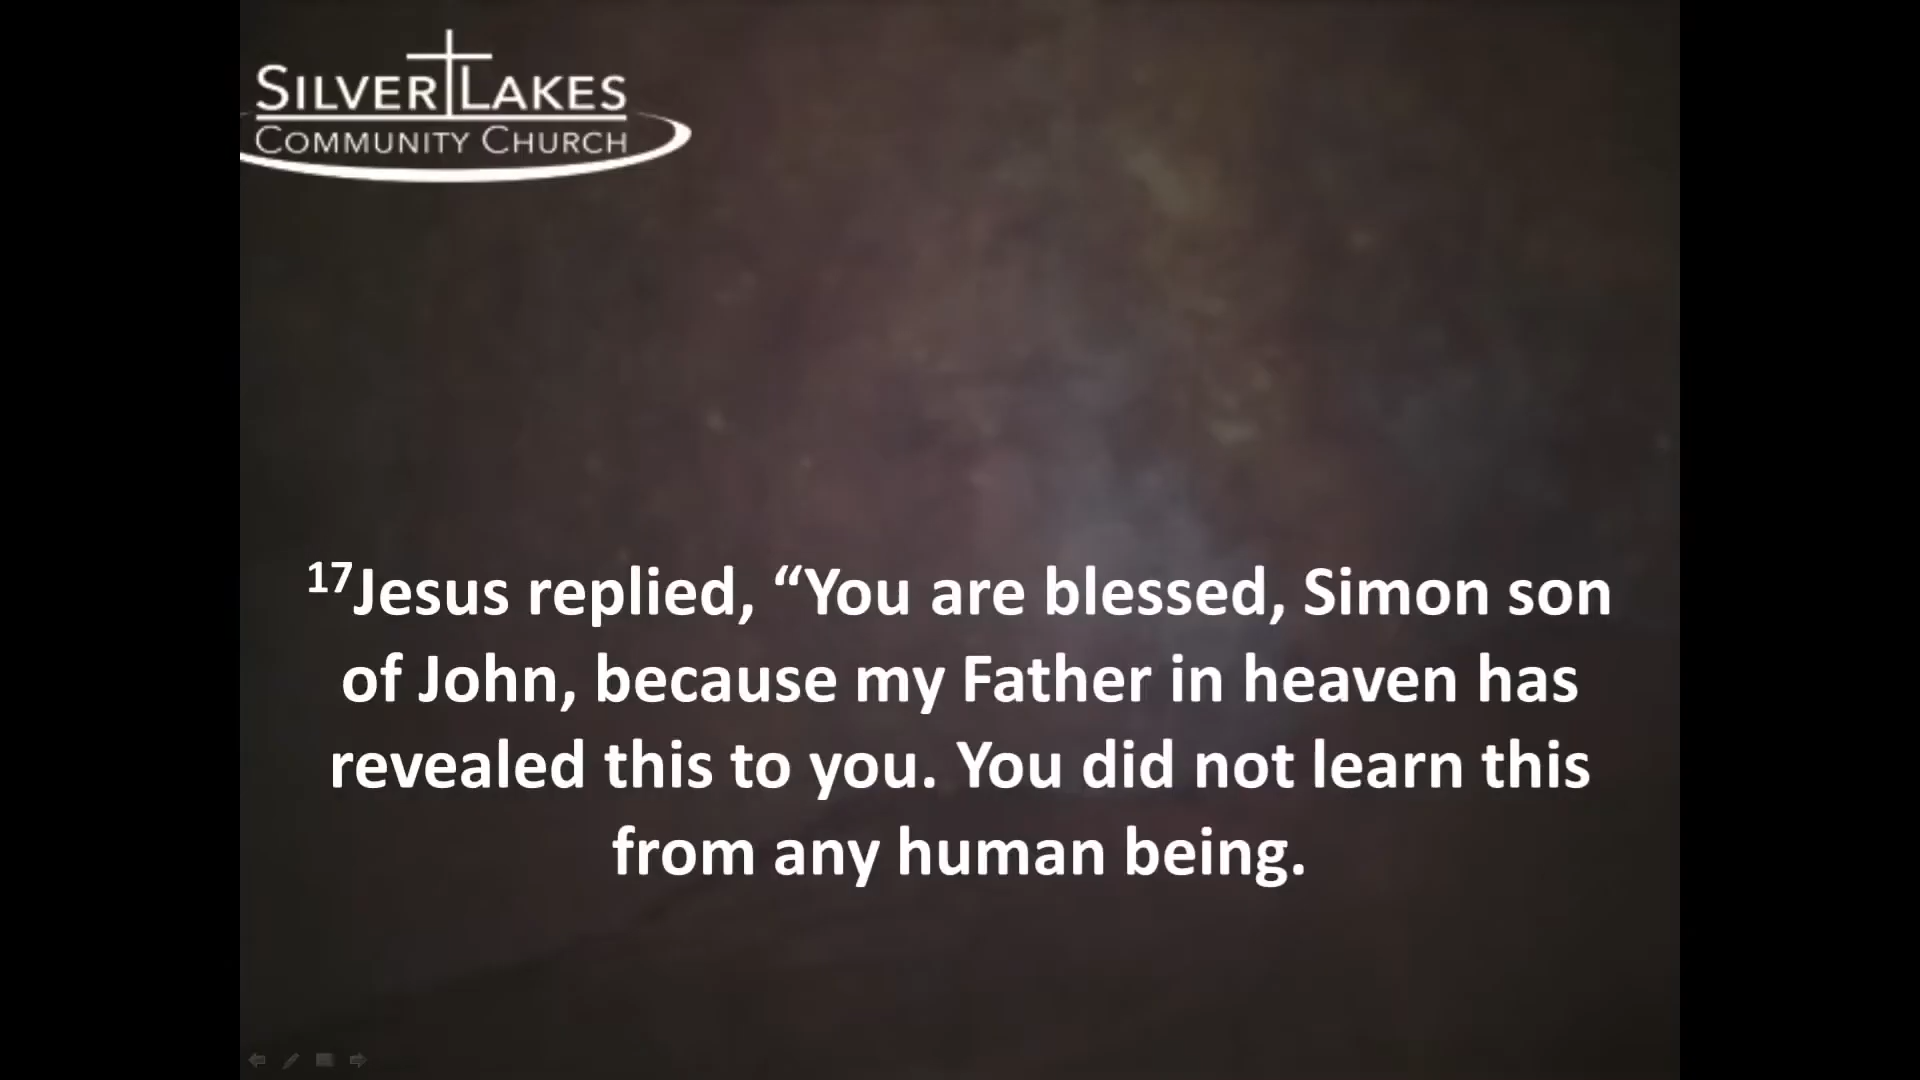 SILVER LAKES
COMMUNITY CHURCH
17Jesus replied, “You are blessed, Simon son
of John, because my Father in heaven has
revealed this to you. You did not learn this
from any human being.